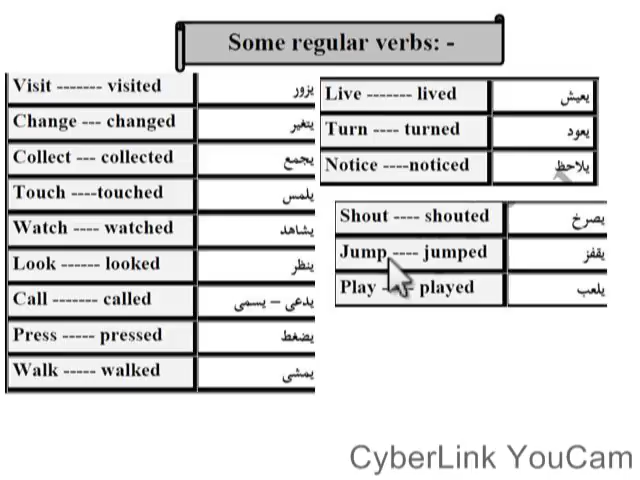 Some regular verbs: -
Visit ------- visited يزور
Change --- changed يتغير
Collect --- collected يجمع
Touch ----touched يلمس
Watch ---- watched يشاهد
Look ------ looked ينظر
Call ------- called يدعى – يسمى
Press ----- pressed يضغط
Walk ----- walked يمشى
Live ------- lived يعيش
Turn ---- turned يعود
Notice ----noticed يلاحظ
Shout ---- shouted يصرخ
Jump ---- jumped يقفز
Play ---- played يلعب
CyberLink YouCam